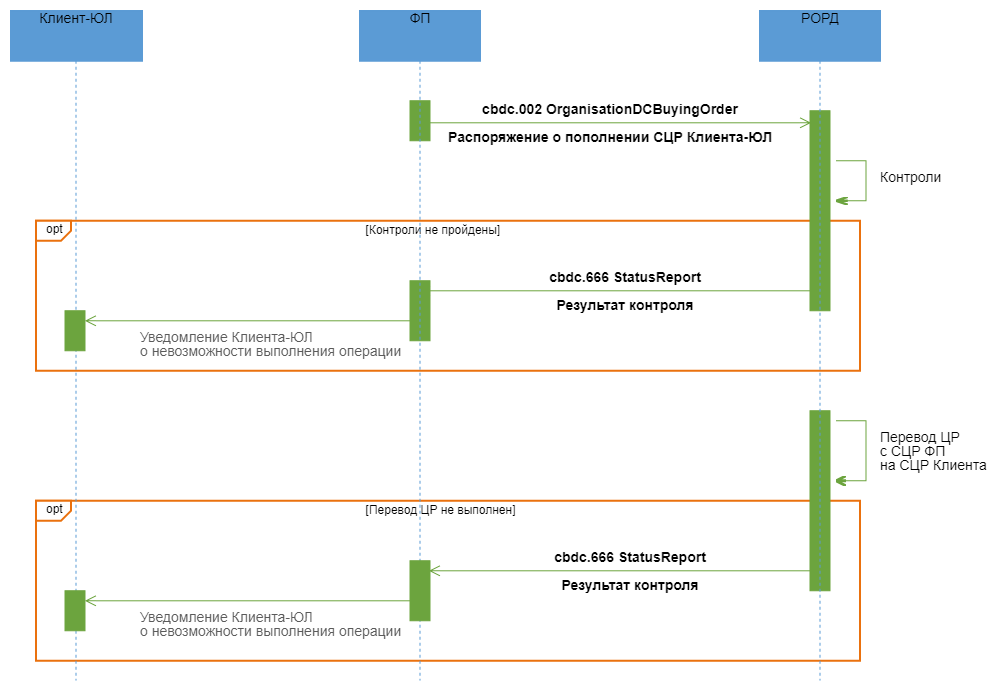 Клиент-ЮЛ
ФП
РОРД
cbdc.002 OrganisationDCBuyingOrder
Распоряжение о пополнении СЦР Клиента-ЮЛ
Контроли
opt
[Контроли не пройдены]
cbdc.666 StatusReport
Результат контроля
Уведомление Клиента-ЮЛ
о невозможности выполнения операции
Перевод ЦР
с СЦР ФП
на СЦР Клиента
opt
[Перевод ЦР не выполнен]
cbdc.666 StatusReport
Результат контроля
Уведомление Клиента-ЮЛ
о невозможности выполнения операции